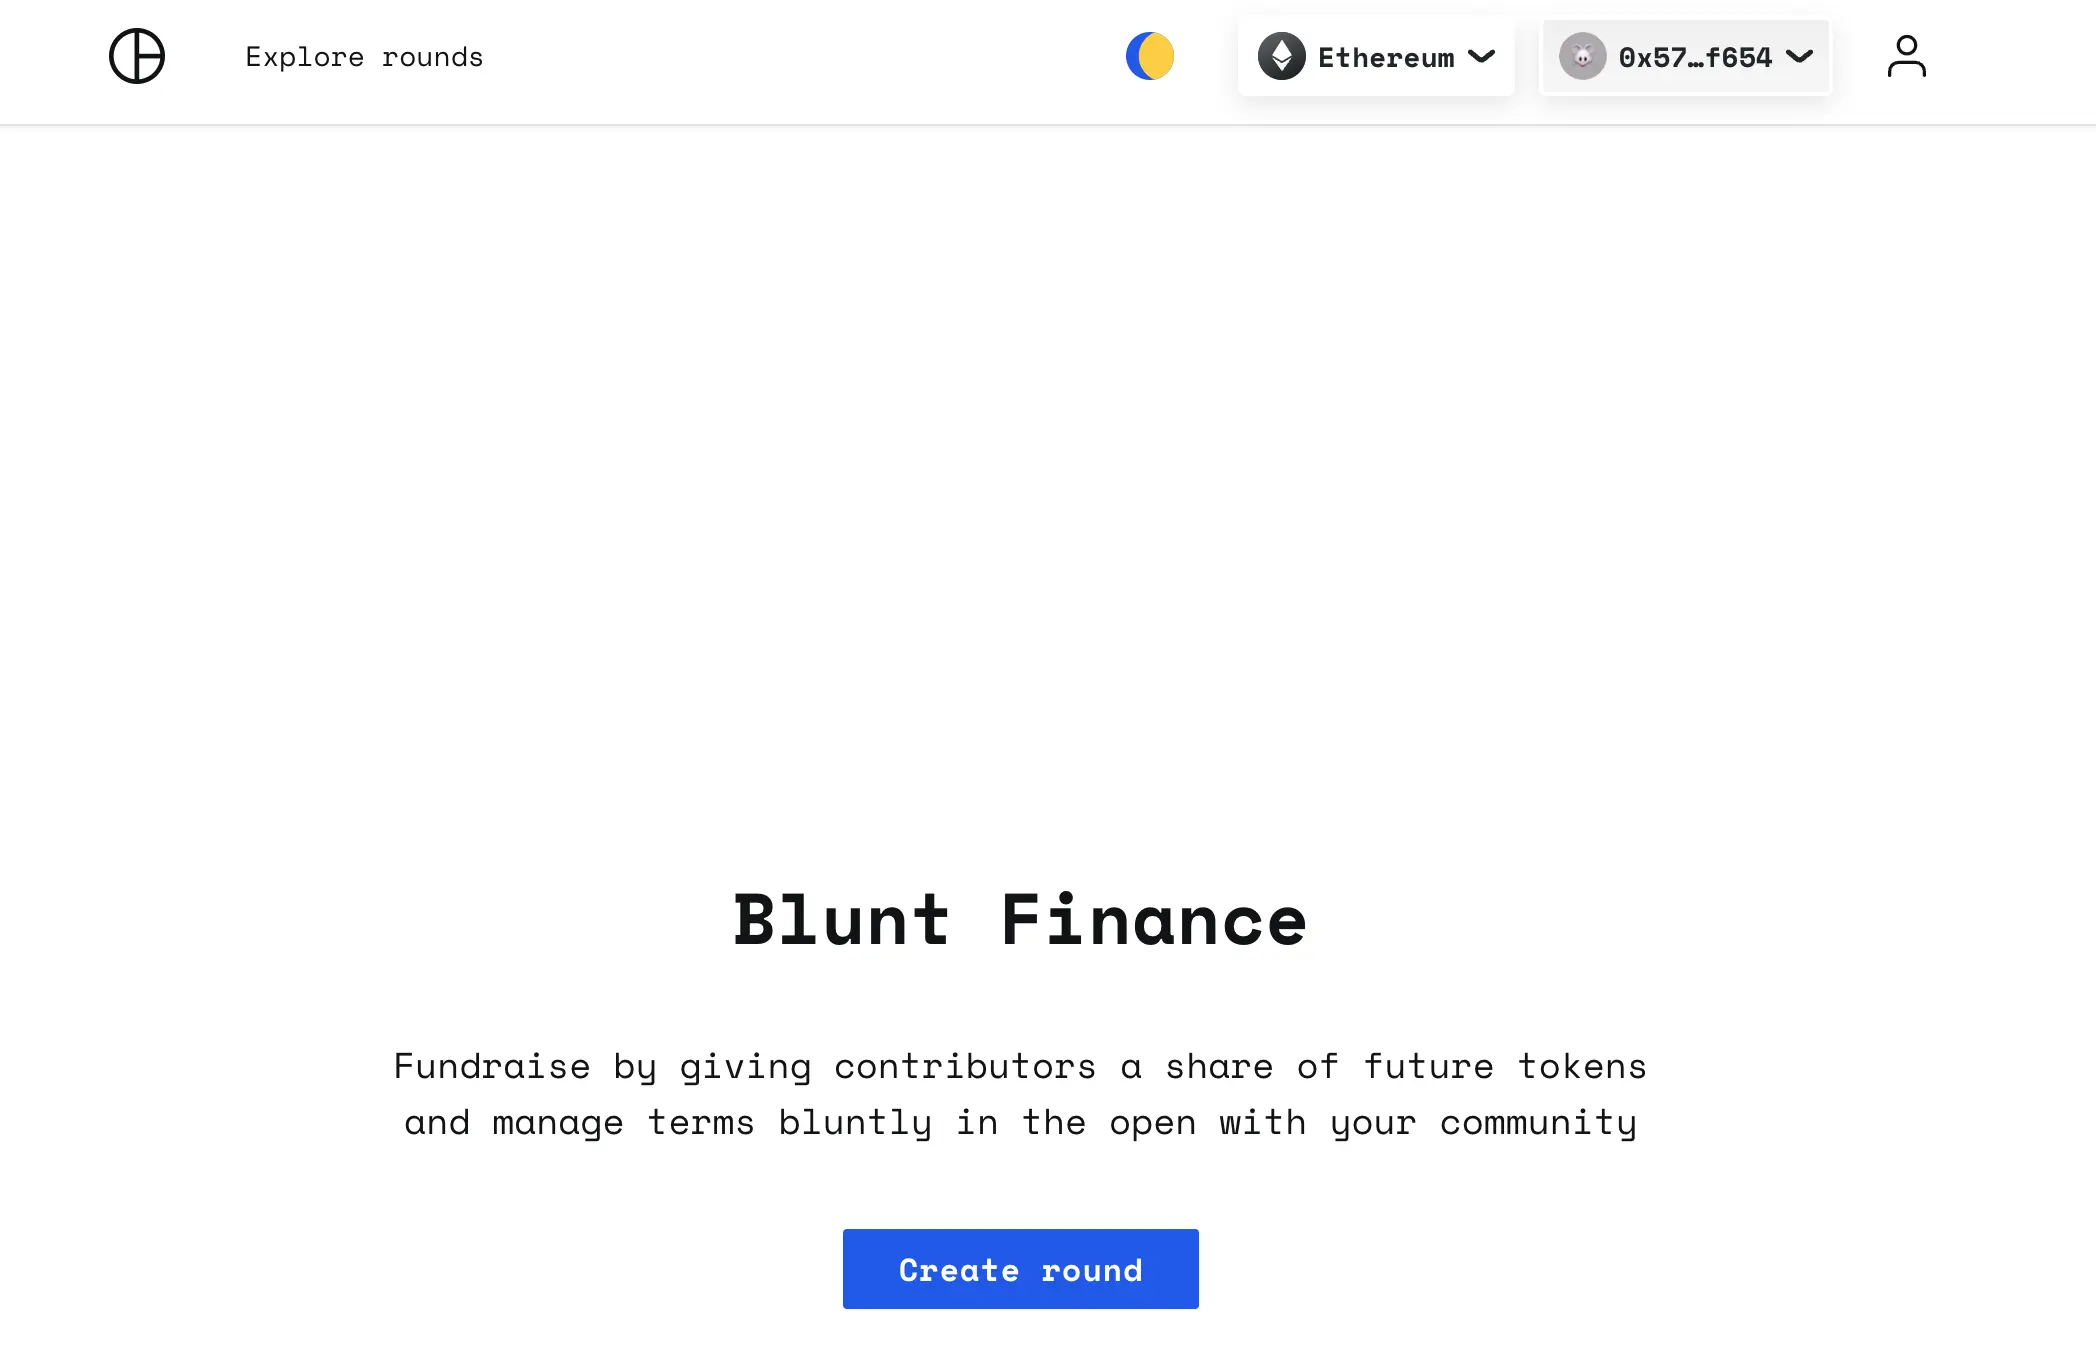 Explore rounds
Ethereum
0x57…f654
Blunt Finance
Fundraise by giving contributors a share of future tokens
and manage terms bluntly in the open with your community
Create round